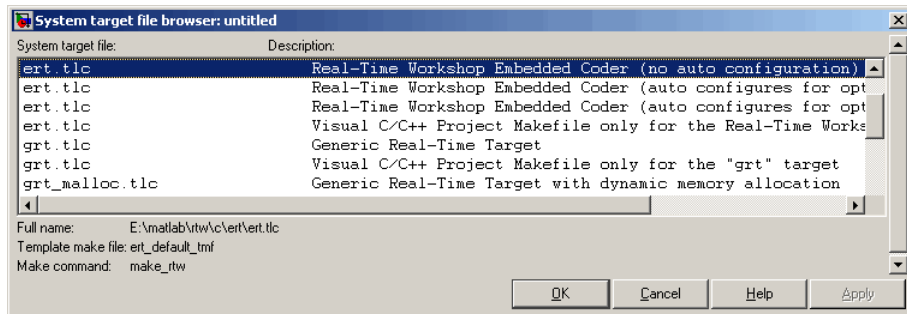 System target file browser: untitled
System target file: Description:
ert.tlc Real-Time Workshop Embedded Coder (no auto configuration)
ert.tlc Real-Time Workshop Embedded Coder (auto configures for opt
ert.tlc Real-Time Workshop Embedded Coder (auto configures for opt
ert.tlc Visual C/C++ Project Makefile only for the Real-Time Works
grt.tlc Generic Real-Time Target
grt.tlc Visual C/C++ Project Makefile only for the "grt" target
grt_malloc.tlc Generic Real-Time Target with dynamic memory allocation
Full name: E:\matlab\rtw\c\ert\ert.tlc
Template make file: ert_default_tmf
Make command: make_rtw
OK Cancel Help Apply